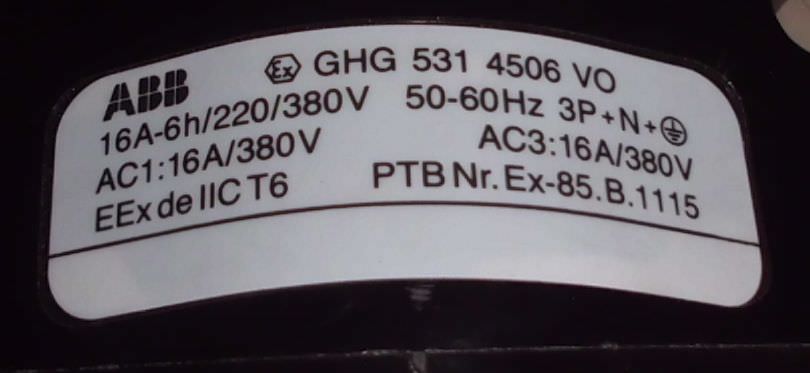 ABB Ex GHG 531 4506 VO
16A-6h/220/380V 50-60Hz 3P+N+⏚
AC1:16A/380V AC3:16A/380V
EEx de IIC T6 PTB Nr. Ex-85.B.1115